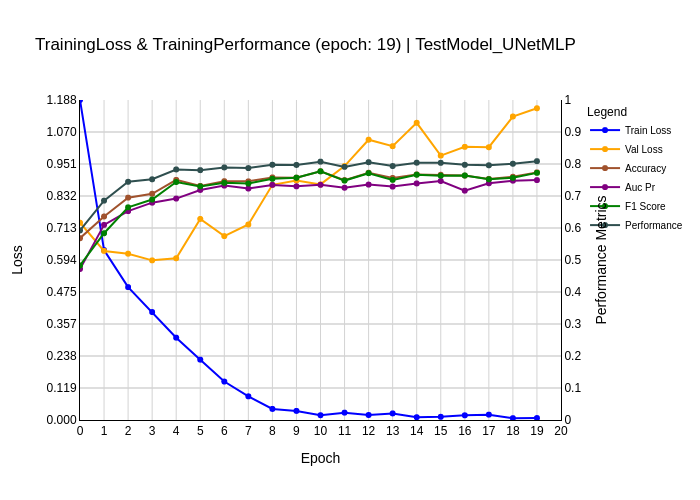 TrainingLoss & TrainingPerformance (epoch: 19) | TestModel_UNetMLP
1.188
1.070
0.951
0.832
0.713
0.594
0.475
0.357
0.238
0.119
0.000
Loss
0 1 2 3 4 5 6 7 8 9 10 11 12 13 14 15 16 17 18 19 20
Epoch
1
0.9
0.8
0.7
0.6
0.5
0.4
0.3
0.2
0.1
0
Performance Metrics
Legend
Train Loss
Val Loss
Accuracy
Auc Pr
F1 Score
Performance